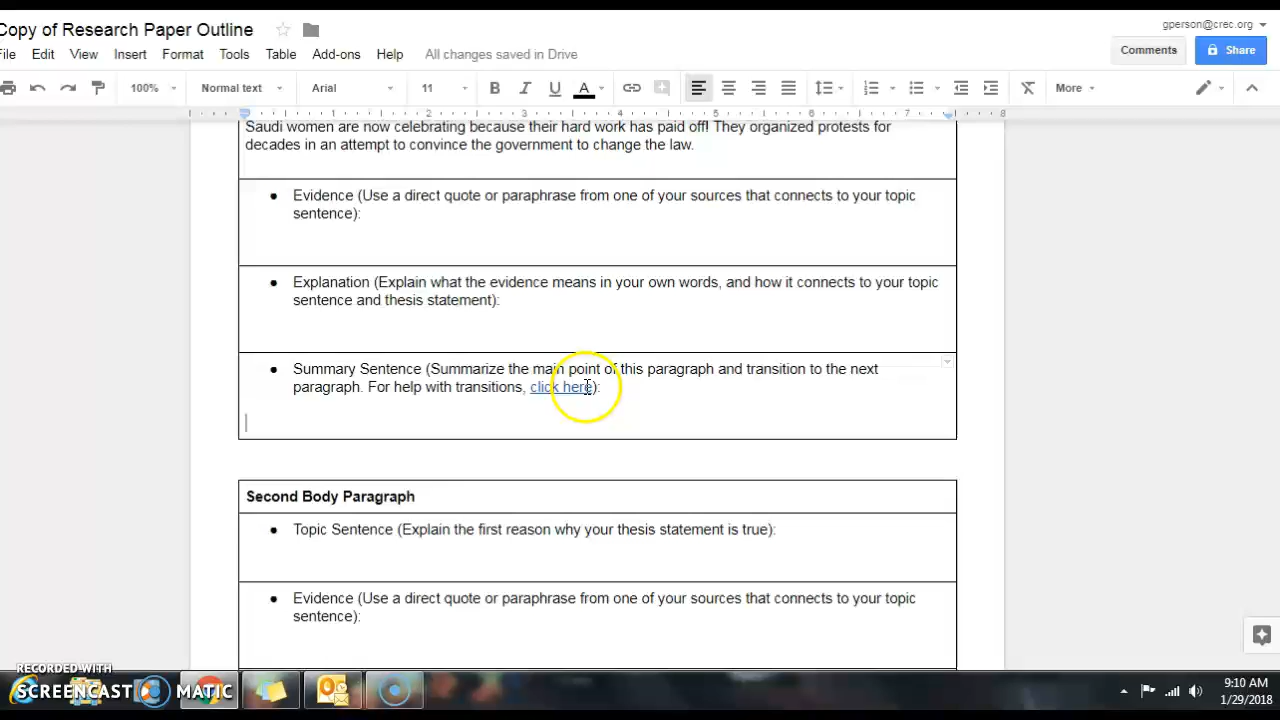 Copy of Research Paper Outline
gperson@crec.org
File Edit View Insert Format Tools Table Add-ons Help All changes saved in Drive
Comments
Share
100% Normal text Arial 11 B I U A More
1 2 3 4 5 6 7 8
Saudi women are now celebrating because their hard work has paid off! They organized protests for
decades in an attempt to convince the government to change the law.
● Evidence (Use a direct quote or paraphrase from one of your sources that connects to your topic
sentence):
● Explanation (Explain what the evidence means in your own words, and how it connects to your topic
sentence and thesis statement):
● Summary Sentence (Summarize the main point of this paragraph and transition to the next
paragraph. For help with transitions, click here):
Second Body Paragraph
● Topic Sentence (Explain the first reason why your thesis statement is true):
● Evidence (Use a direct quote or paraphrase from one of your sources that connects to your topic
sentence):
RECORDED WITH
SCREENCAST MATIC
9:10 AM
1/29/2018